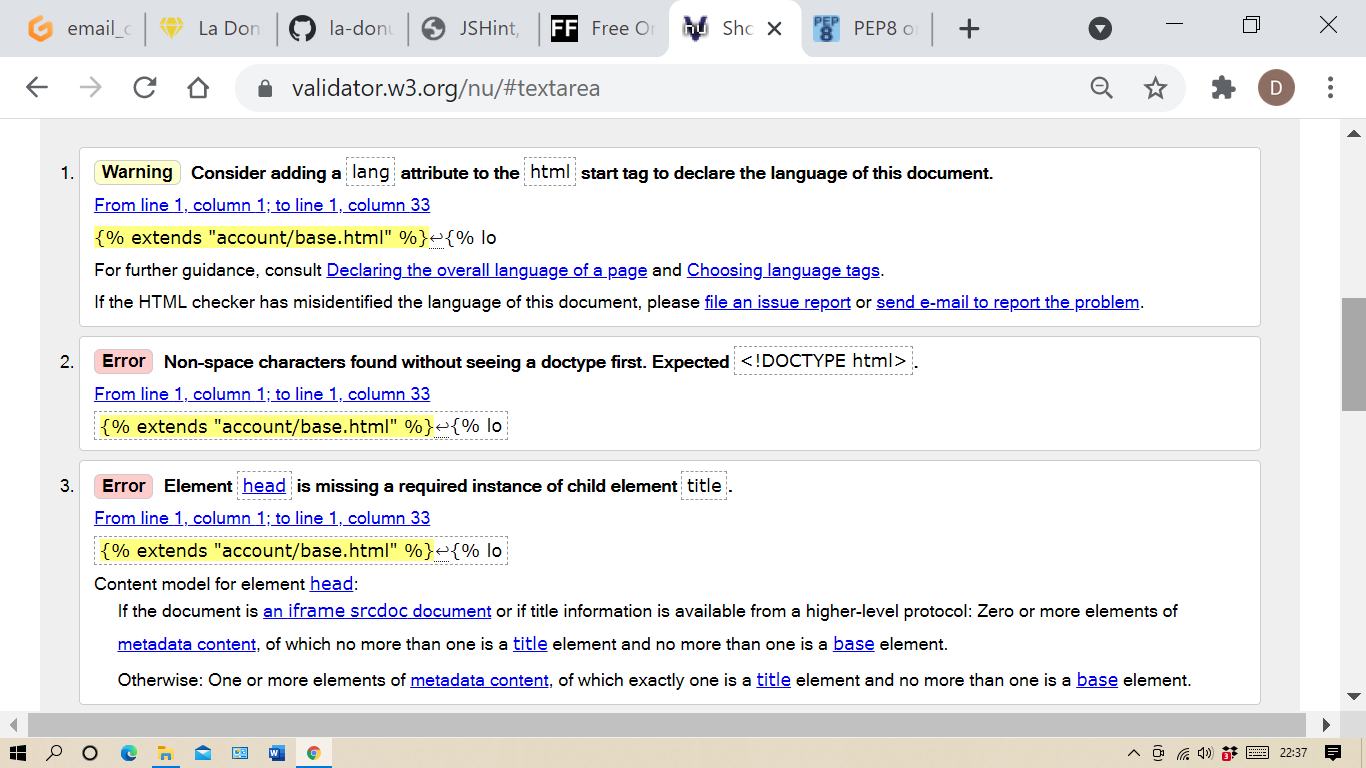 email_c La Don la-donu JSHint, Free Or Sho PEP8 o
validator.w3.org/nu/#textarea D
1. Warning Consider adding a lang attribute to the html start tag to declare the language of this document.
From line 1, column 1; to line 1, column 33
{% extends "account/base.html" %}↩{% lo
For further guidance, consult Declaring the overall language of a page and Choosing language tags.
If the HTML checker has misidentified the language of this document, please file an issue report or send e-mail to report the problem.
2. Error Non-space characters found without seeing a doctype first. Expected <!DOCTYPE html>.
From line 1, column 1; to line 1, column 33
{% extends "account/base.html" %}↩{% lo
3. Error Element head is missing a required instance of child element title.
From line 1, column 1; to line 1, column 33
{% extends "account/base.html" %}↩{% lo
Content model for element head:
If the document is an iframe srcdoc document or if title information is available from a higher-level protocol: Zero or more elements of
metadata content, of which no more than one is a title element and no more than one is a base element.
Otherwise: One or more elements of metadata content, of which exactly one is a title element and no more than one is a base element.
22:37